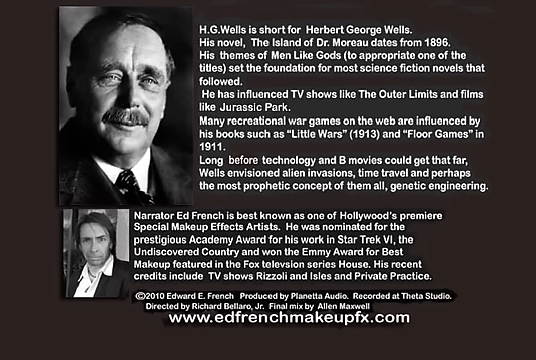 H.G.Wells is short for Herbert George Wells.
His novel, The Island of Dr. Moreau dates from 1896.
His themes of Men Like Gods (to appropriate one of the
titles) set the foundation for most science fiction novels that
followed.
He has influenced TV shows like The Outer Limits and films
like Jurassic Park.
Many recreational war games on the web are influenced by
his books such as “Little Wars” (1913) and “Floor Games” in
1911.
Long before technology and B movies could get that far,
Wells envisioned alien invasions, time travel and perhaps
the most prophetic concept of them all, genetic engineering.
Narrator Ed French is best known as one of Hollywood's premiere
Special Makeup Effects Artists. He was nominated for the
prestigious Academy Award for his work in Star Trek VI, the
Undiscovered Country and won the Emmy Award for Best
Makeup featured in the Fox televsion series House. His recent
credits include TV shows Rizzoli and Isles and Private Practice.
©2010 Edward E. French Produced by Planetta Audio. Recorded at Theta Studio.
Directed by Richard Bellaro, Jr. Final mix by Allen Maxwell
www.edfrenchmakeupfx.com